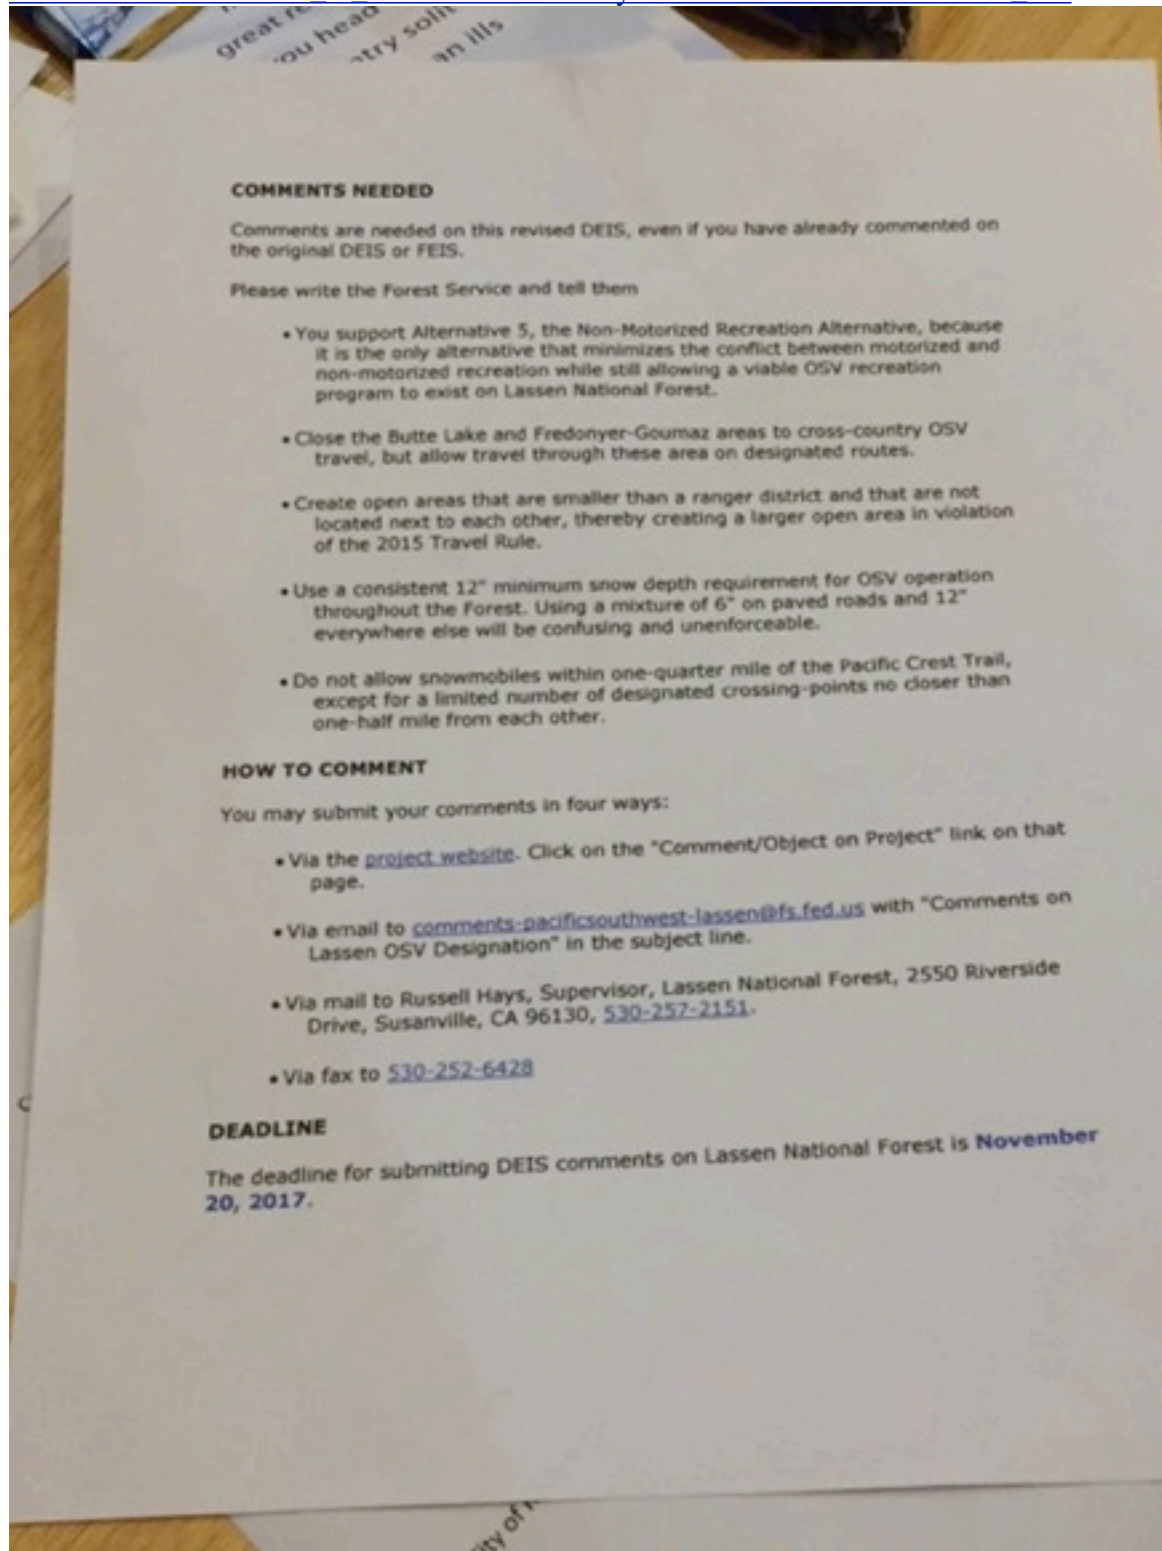 great
you head
try soli
an ills
COMMENTS NEEDED
Comments are needed on this revised DEIS, even if you have already commented on
the original DEIS or FEIS.
Please write the Forest Service and tell them
• You support Alternative 5, the Non-Motorized Recreation Alternative, because
it is the only alternative that minimizes the conflict between motorized and
non-motorized recreation while still allowing a viable OSV recreation
program to exist on Lassen National Forest.
• Close the Butte Lake and Fredonyer-Goumaz areas to cross-country OSV
travel, but allow travel through these area on designated routes.
• Create open areas that are smaller than a ranger district and that are not
located next to each other, thereby creating a larger open area in violation
of the 2015 Travel Rule.
• Use a consistent 12" minimum snow depth requirement for OSV operation
throughout the Forest. Using a mixture of 6" on paved roads and 12"
everywhere else will be confusing and unenforceable.
• Do not allow snowmobiles within one-quarter mile of the Pacific Crest Trail,
except for a limited number of designated crossing-points no closer than
one-half mile from each other.
HOW TO COMMENT
You may submit your comments in four ways:
• Via the project website. Click on the "Comment/Object on Project" link on that
page.
• Via email to comments-pacificsouthwest-lassen@fs.fed.us with "Comments on
Lassen OSV Designation" in the subject line.
• Via mail to Russell Hays, Supervisor, Lassen National Forest, 2550 Riverside
Drive, Susanville, CA 96130, 530-257-2151.
• Via fax to 530-252-6428
DEADLINE
The deadline for submitting DEIS comments on Lassen National Forest is November
20, 2017.
ity of